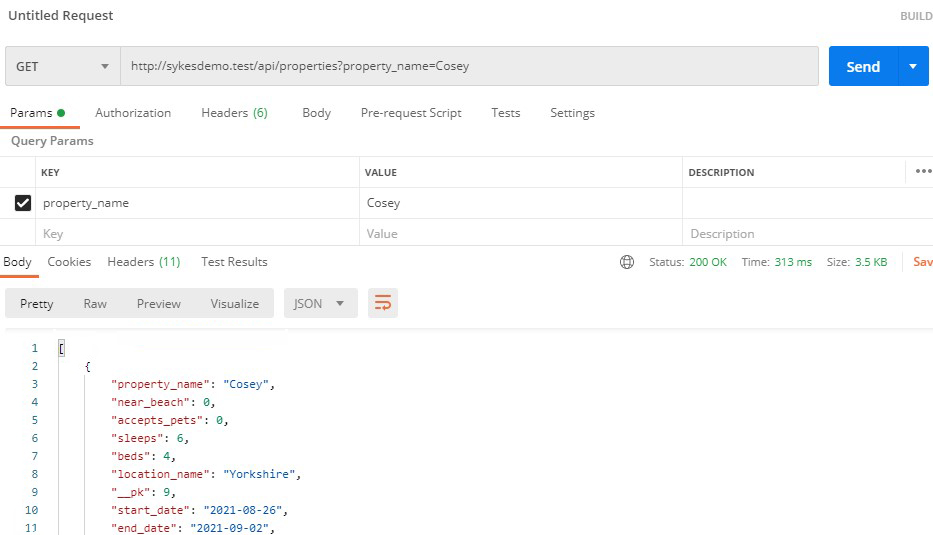 Untitled Request
BUILD
GET
http://sykesdemo.test/api/properties?property_name=Cosey
Send
Params Authorization Headers (6) Body Pre-request Script Tests Settings
Query Params
KEY VALUE DESCRIPTION
property_name Cosey
Key Value Description
Body Cookies Headers (11) Test Results Status: 200 OK Time: 313 ms Size: 3.5 KB Sav
Pretty Raw Preview Visualize JSON
1 [
2 {
3 "property_name": "Cosey",
4 "near_beach": 0,
5 "accepts_pets": 0,
6 "sleeps": 6,
7 "beds": 4,
8 "location_name": "Yorkshire",
9 "__pk": 9,
10 "start_date": "2021-08-26",
11 "end_date": "2021-09-02",